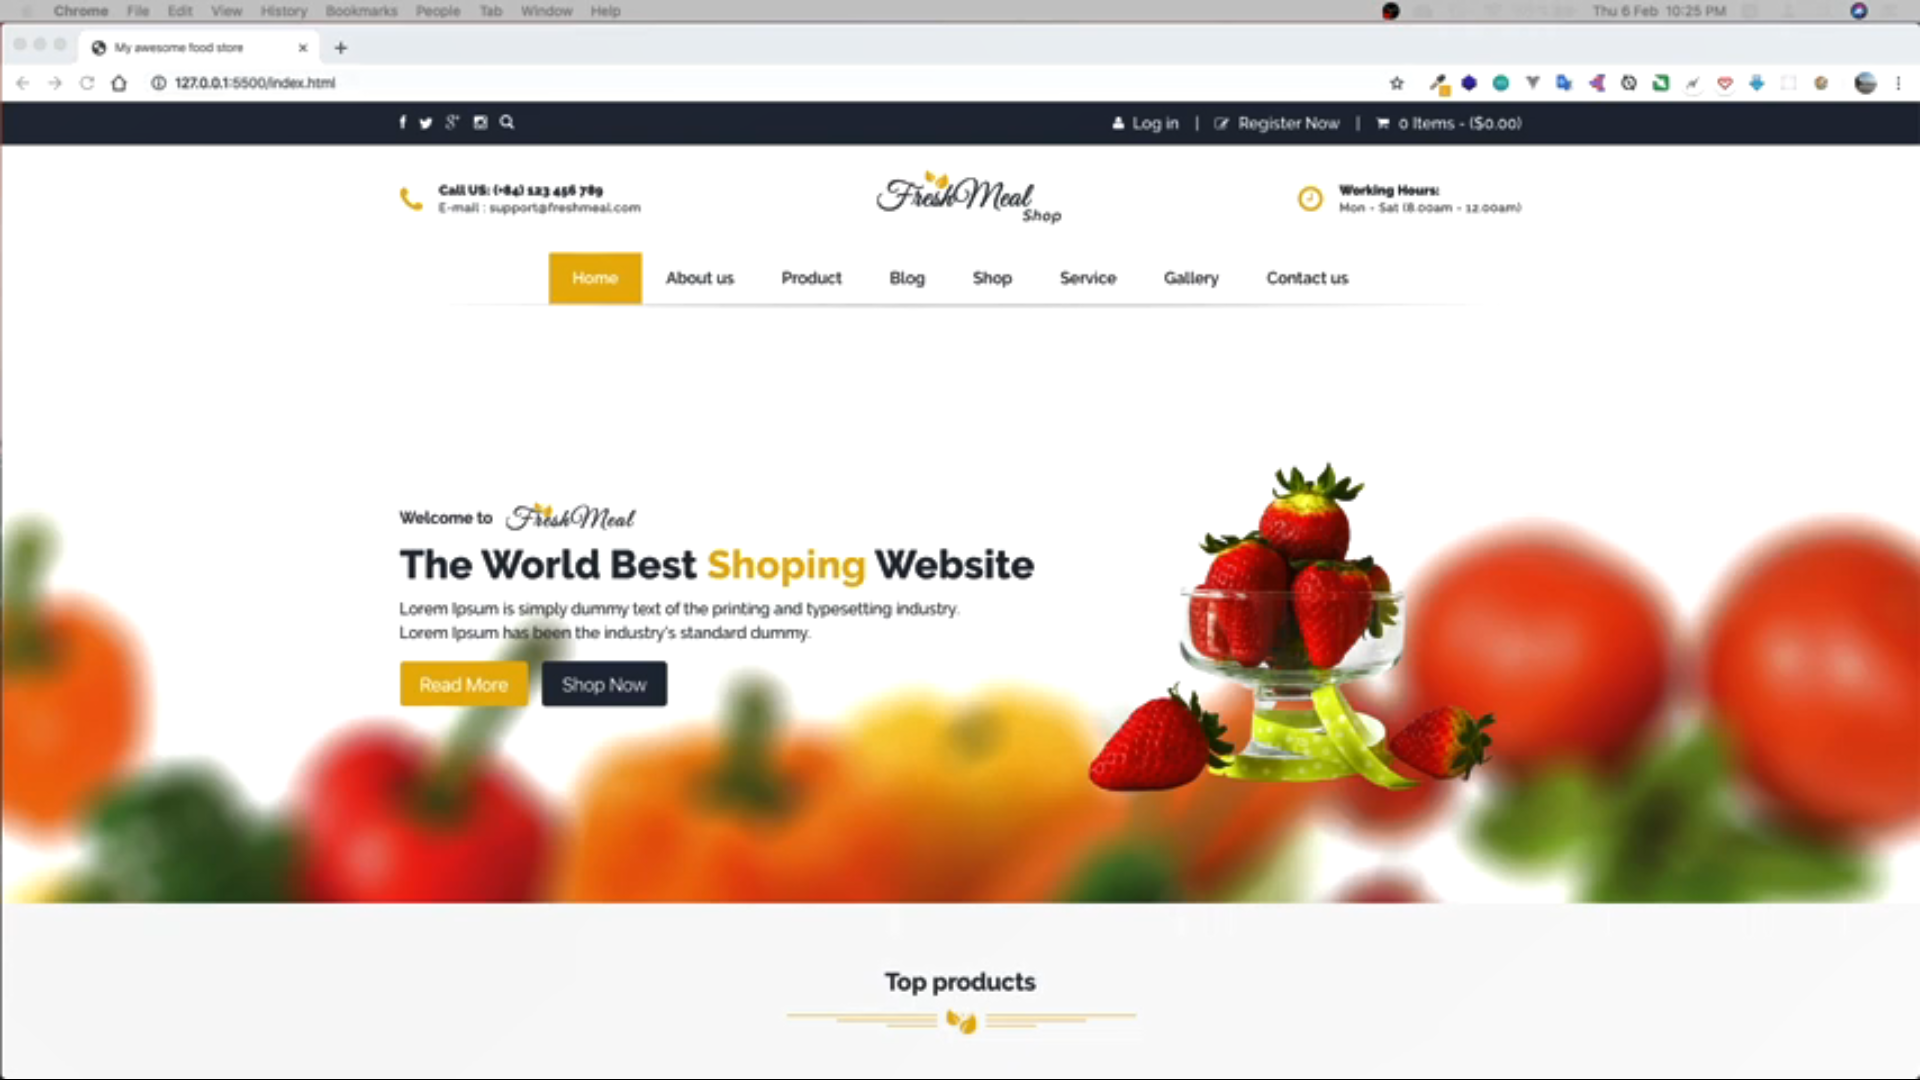 Chrome File Edit View History Bookmarks People Tab Window Help
Thu 6 Feb 10:25 PM
My awesome food store
127.0.0.1:5500/index.html
Log in | Register Now | 0 Items - ($0.00)
Call US: (+84) 123 456 789
E-mail : support@freshmeal.com
FreshMeal
Shop
Working Hours:
Mon - Sat (8.00am - 12.00am)
Home About us Product Blog Shop Service Gallery Contact us
Welcome to FreshMeal
The World Best Shoping Website
Lorem Ipsum is simply dummy text of the printing and typesetting industry.
Lorem Ipsum has been the industry's standard dummy.
Read More Shop Now
Top products